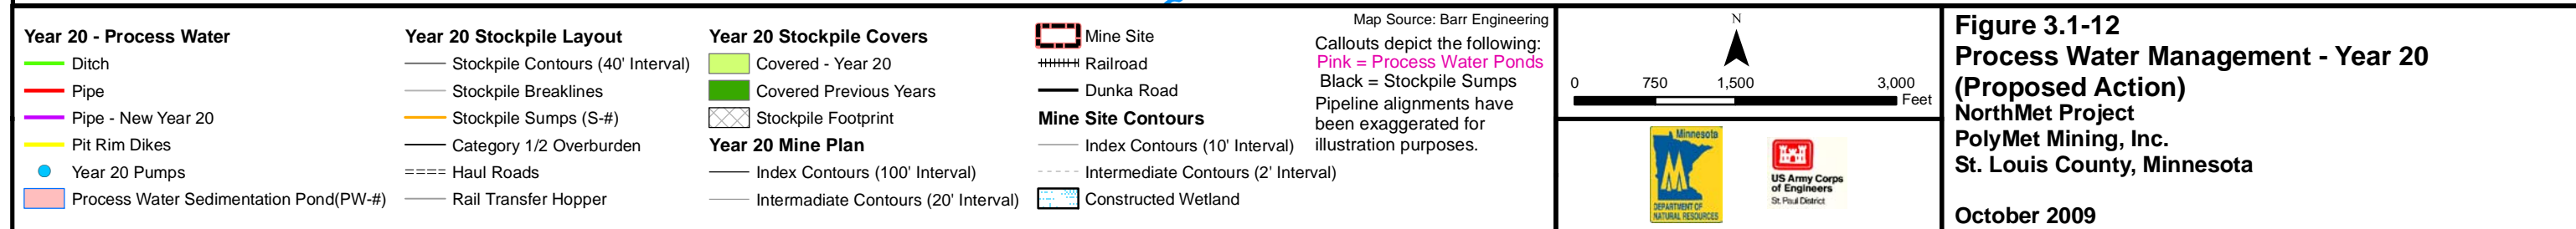 Year 20 - Process Water
Ditch
Pipe
Pipe - New Year 20
Pit Rim Dikes
Year 20 Pumps
Process Water Sedimentation Pond(PW-#)
Year 20 Stockpile Layout
Stockpile Contours (40' Interval)
Stockpile Breaklines
Stockpile Sumps (S-#)
Category 1/2 Overburden
Haul Roads
Rail Transfer Hopper
Year 20 Stockpile Covers
Covered - Year 20
Covered Previous Years
Stockpile Footprint
Year 20 Mine Plan
Index Contours (100' Interval)
Intermadiate Contours (20' Interval)
Mine Site
Railroad
Dunka Road
Mine Site Contours
Index Contours (10' Interval)
Intermediate Contours (2' Interval)
Constructed Wetland
Map Source: Barr Engineering
Callouts depict the following:
Pink = Process Water Ponds
Black = Stockpile Sumps
Pipeline alignments have
been exaggerated for
illustration purposes.
N
0 750 1,500 3,000
Feet
Minnesota
DEPARTMENT OF
NATURAL RESOURCES
US Army Corps
of Engineers
St. Paul District
Figure 3.1-12
Process Water Management - Year 20
(Proposed Action)
NorthMet Project
PolyMet Mining, Inc.
St. Louis County, Minnesota
October 2009